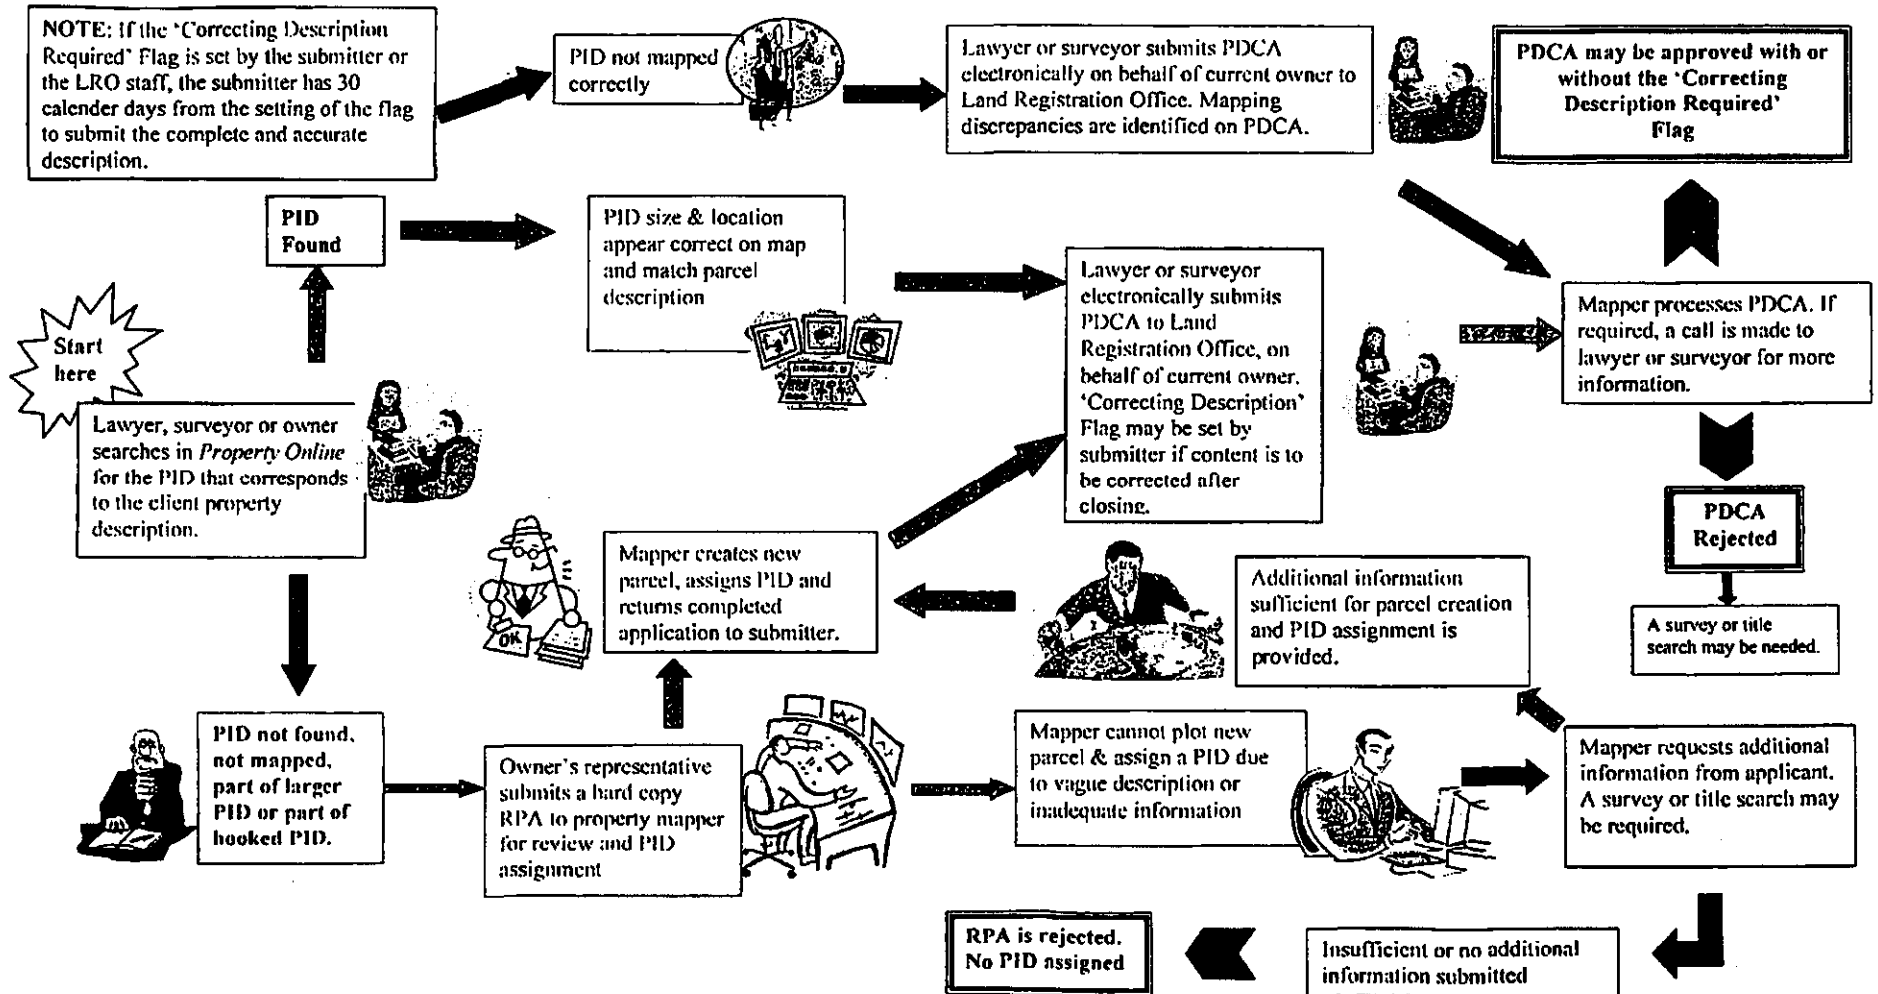 NOTE: If the 'Correcting Description
Required' Flag is set by the submitter or
the LRO staff, the submitter has 30
calender days from the setting of the flag
to submit the complete and accurate
description.
PID not mapped
correctly
Lawyer or surveyor submits PDCA
electronically on behalf of current owner to
Land Registration Office. Mapping
discrepancies are identified on PDCA.
PDCA may be approved with or
without the 'Correcting
Description Required'
Flag
PID
Found
PID size & location
appear correct on map
and match parcel
description
Lawyer or surveyor
electronically submits
PDCA to Land
Registration Office, on
behalf of current owner.
'Correcting Description'
Flag may be set by
submitter if content is to
be corrected after
closing.
Mapper processes PDCA. If
required, a call is made to
lawyer or surveyor for more
information.
Start
here
Lawyer, surveyor or owner
searches in Property Online
for the PID that corresponds
to the client property
description.
PDCA
Rejected
A survey or title
search may be needed.
OK
Mapper creates new
parcel, assigns PID and
returns completed
application to submitter.
Additional information
sufficient for parcel creation
and PID assignment is
provided.
PID not found,
not mapped,
part of larger
PID or part of
hooked PID.
Owner's representative
submits a hard copy
RPA to property mapper
for review and PID
assignment
Mapper cannot plot new
parcel & assign a PID due
to vague description or
inadequate information
Mapper requests additional
information from applicant.
A survey or title search may
be required.
RPA is rejected.
No PID assigned
Insufficient or no additional
information submitted